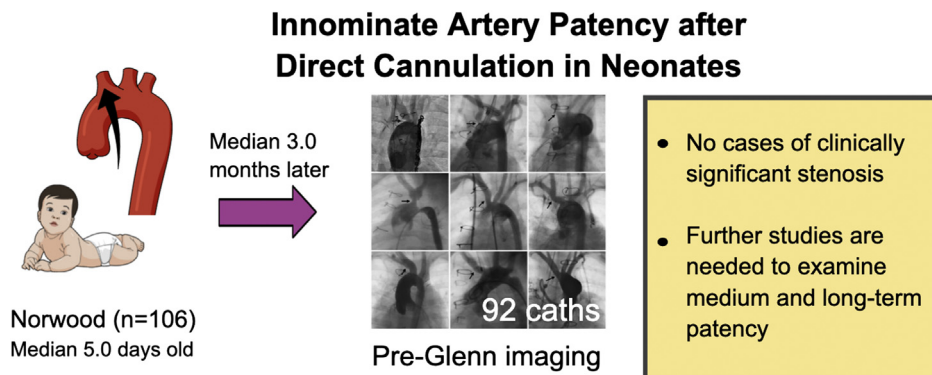 Innominate Artery Patency after
Direct Cannulation in Neonates
Median 3.0
months later
Norwood (n=106)
Median 5.0 days old
92 caths
Pre-Glenn imaging
• No cases of clinically
significant stenosis
• Further studies are
needed to examine
medium and long-term
patency